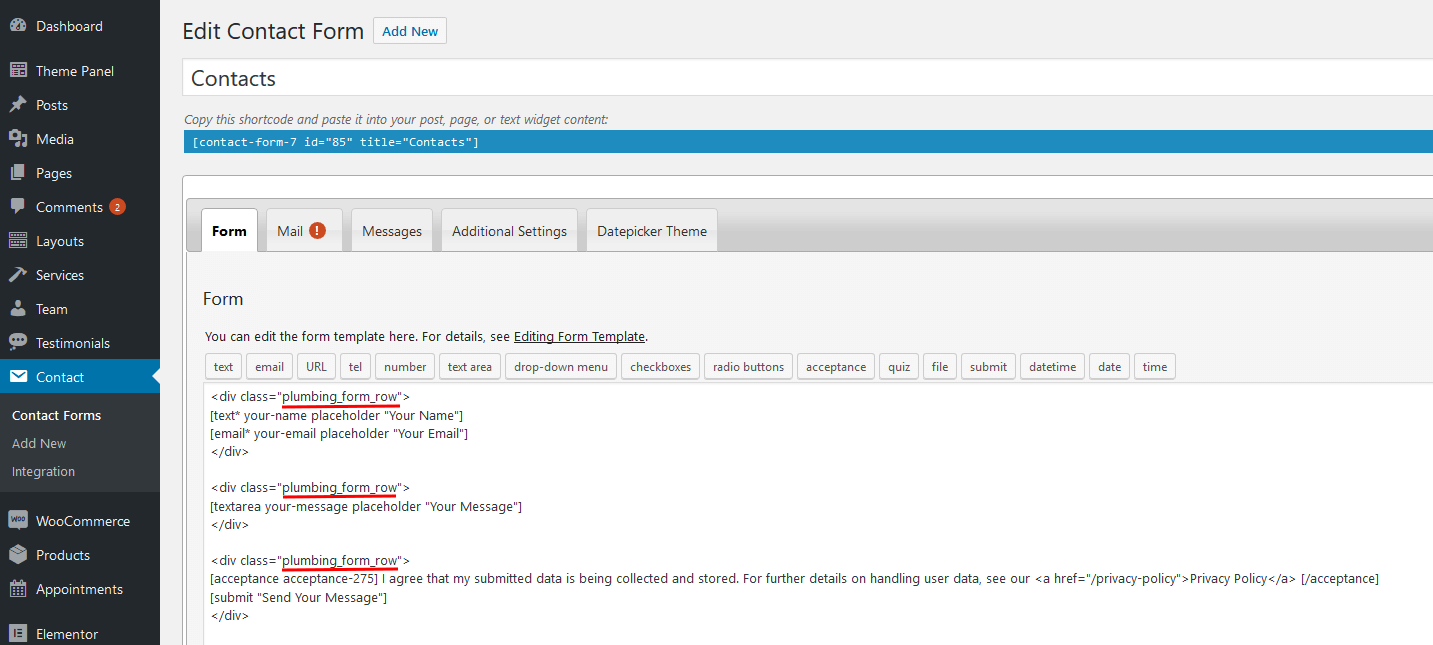 Dashboard
Theme Panel
Posts
Media
Pages
Comments 2
Layouts
Services
Team
Testimonials
Contact
Contact Forms
Add New
Integration
WOO WooCommerce
Products
Appointments
Elementor
Edit Contact Form Add New
Contacts
Copy this shortcode and paste it into your post, page, or text widget content:
[contact-form-7 id="85" title="Contacts"]
Form Mail ! Messages Additional Settings Datepicker Theme
Form
You can edit the form template here. For details, see Editing Form Template.
text email URL tel number text area drop-down menu checkboxes radio buttons acceptance quiz file submit datetime date time
<div class="plumbing_form_row">
[text* your-name placeholder "Your Name"]
[email* your-email placeholder "Your Email"]
</div>
<div class="plumbing_form_row">
[textarea your-message placeholder "Your Message"]
</div>
<div class="plumbing_form_row">
[acceptance acceptance-275] I agree that my submitted data is being collected and stored. For further details on handling user data, see our <a href="/privacy-policy">Privacy Policy</a> [/acceptance]
[submit "Send Your Message"]
</div>